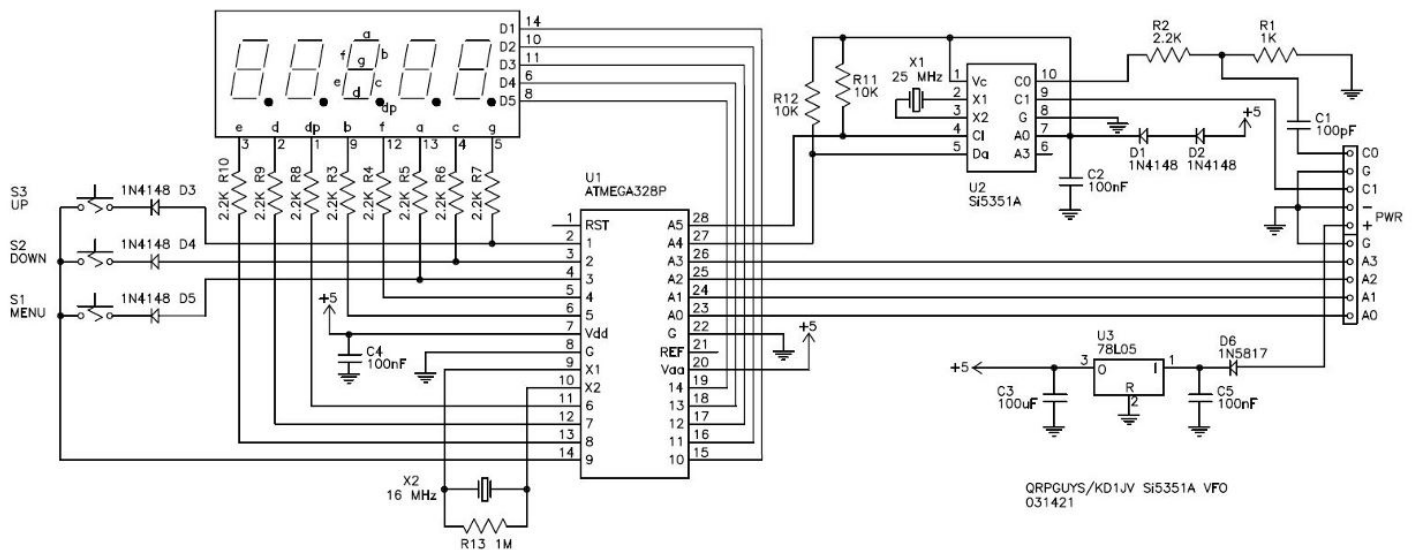 a
f b
g
e c
d
dp
D1 14
D2 10
D3 11
D4 6
D5 8
e d dp b f a c g
3 2 1 9 12 13 4 5
2.2K R10
2.2K R9
2.2K R8
2.2K R3
2.2K R4
2.2K R5
2.2K R6
2.2K R7
S3
UP
1N4148 D3
S2
DOWN
1N4148 D4
S1
MENU
1N4148 D5
+5
C4
100nF
U1
ATMEGA328P
1 RST
2 1
3 2
4 3
5 4
6 5
7 Vdd
8 G
9 X1
10 X2
11 6
12 7
13 8
14 9
A5 28
A4 27
A3 26
A2 25
A1 24
A0 23
G 22
REF 21
Vaa 20
14 19
13 18
12 17
11 16
10 15
+5
X2
16 MHz
R13 1M
R12
10K
R11
10K
X1
25 MHz
1 Vc
2 X1
3 X2
4 Cl
5 Da
C0 10
C1 9
G 8
A0 7
A3 6
U2
Si5351A
C2
100nF
D1
1N4148
D2
1N4148
+5
R2
2.2K
R1
1K
C1
100pF
C0
G
C1
−
+
PWR
G
A3
A2
A1
A0
U3
78L05
3 O I 1
R
2
+5
C3
100uF
C5
100nF
D6
1N5817
QRPGUYS/KD1JV Si5351A VFO
031421